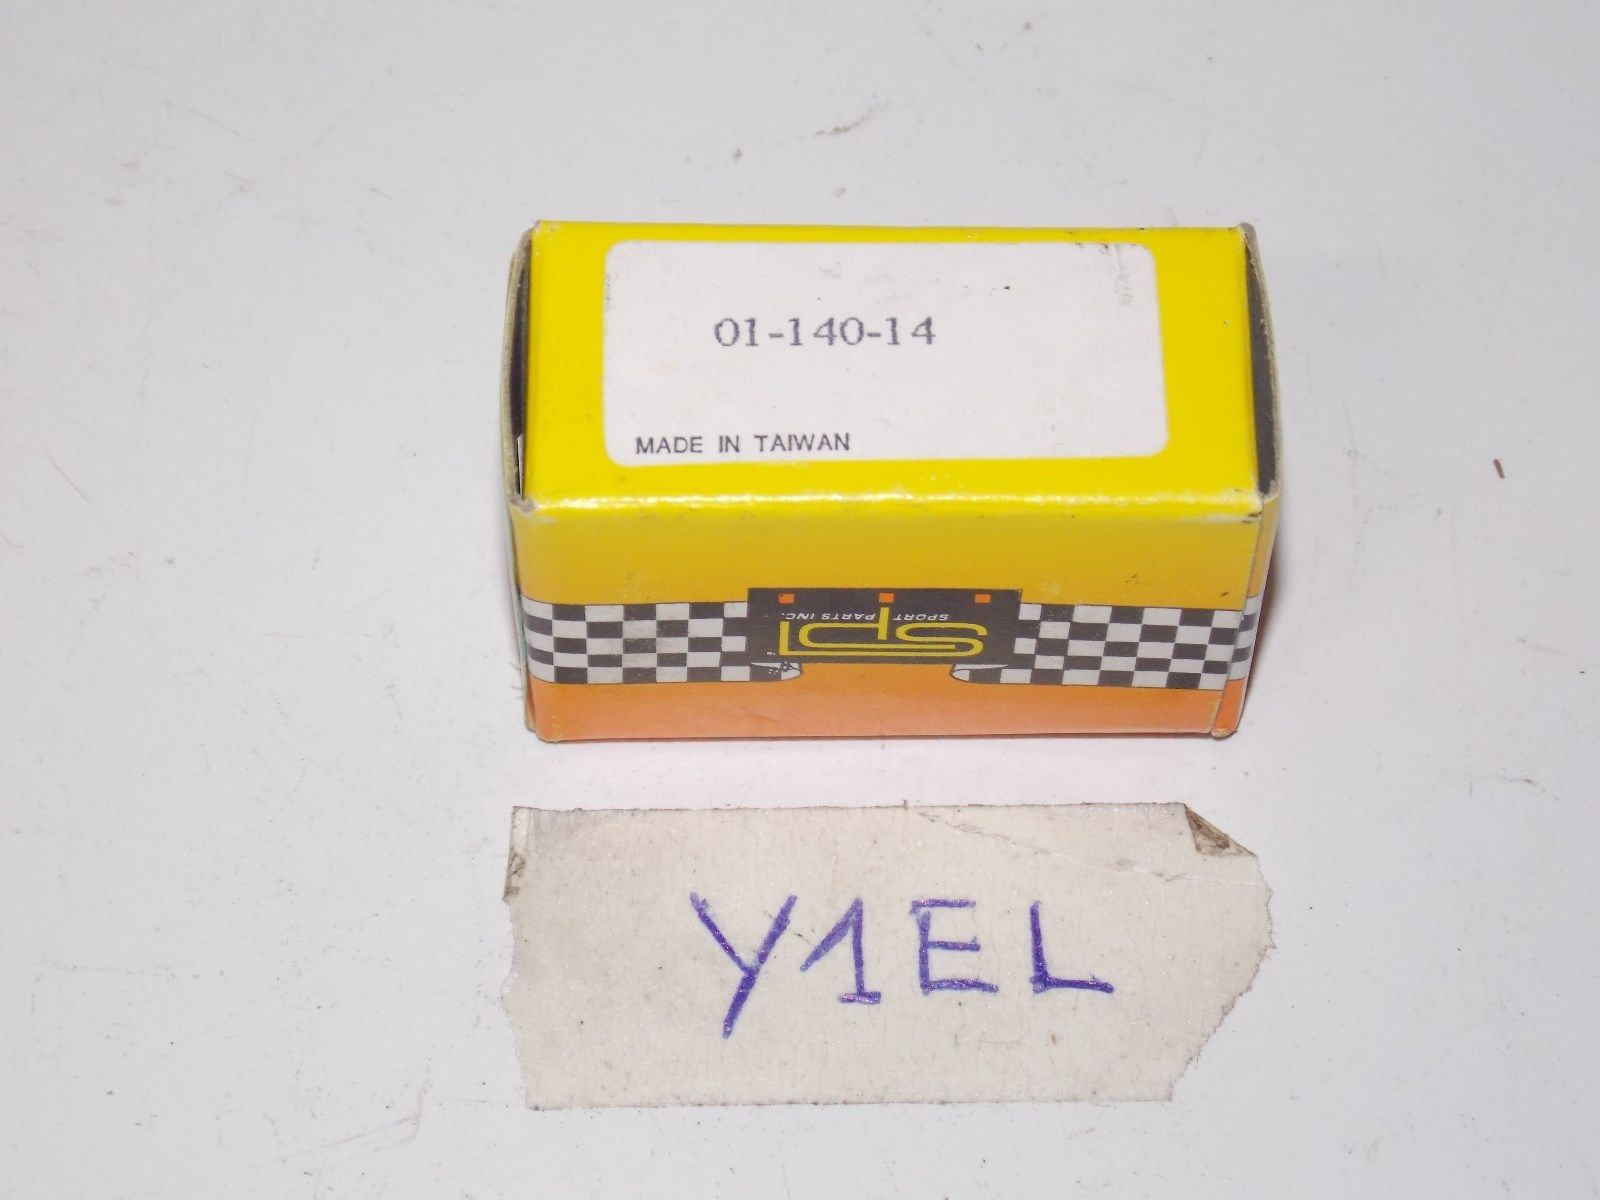 01-140-14
MADE IN TAIWAN
spi
SPORT PARTS INC.
Y1EL